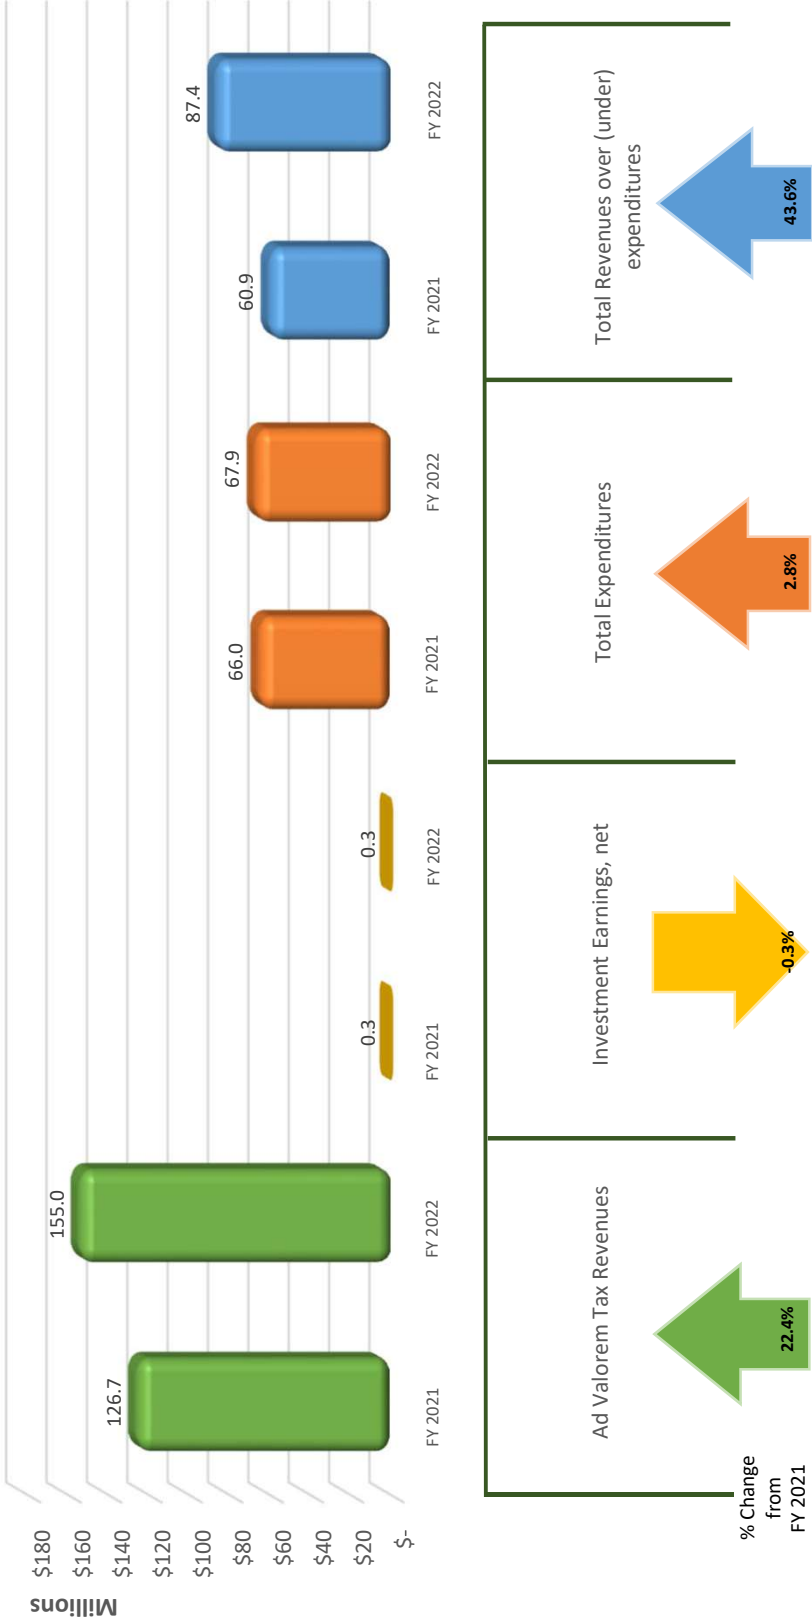 Millions
$180
$160
$140
$120
$100
$80
$60
$40
$20
$-
126.7
155.0
0.3
0.3
66.0
67.9
60.9
87.4
FY 2021
FY 2022
FY 2021
FY 2022
FY 2021
FY 2022
FY 2021
FY 2022
Ad Valorem Tax Revenues
Investment Earnings, net
Total Expenditures
Total Revenues over (under)
expenditures
% Change
from
FY 2021
22.4%
-0.3%
2.8%
43.6%